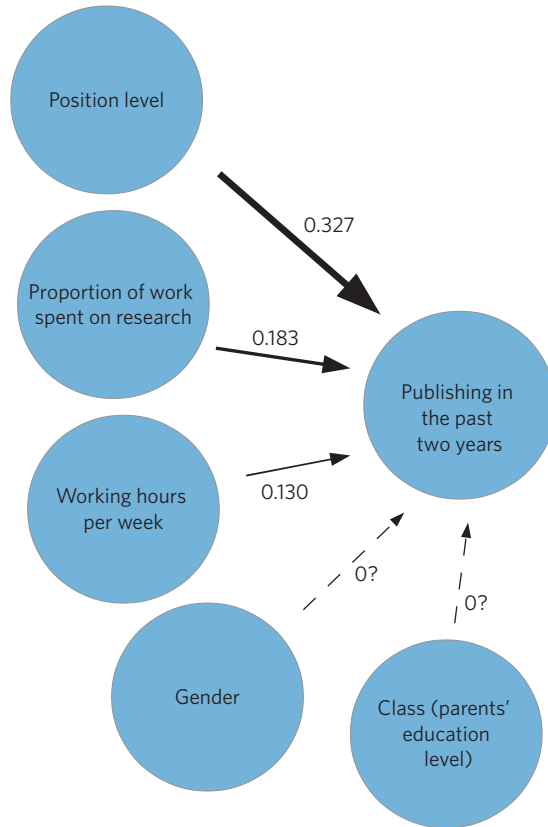 Position level
0.327
Proportion of work
spent on research
0.183
Publishing in
the past
two years
Working hours
per week
0.130
0?
0?
Gender
Class (parents’
education
level)